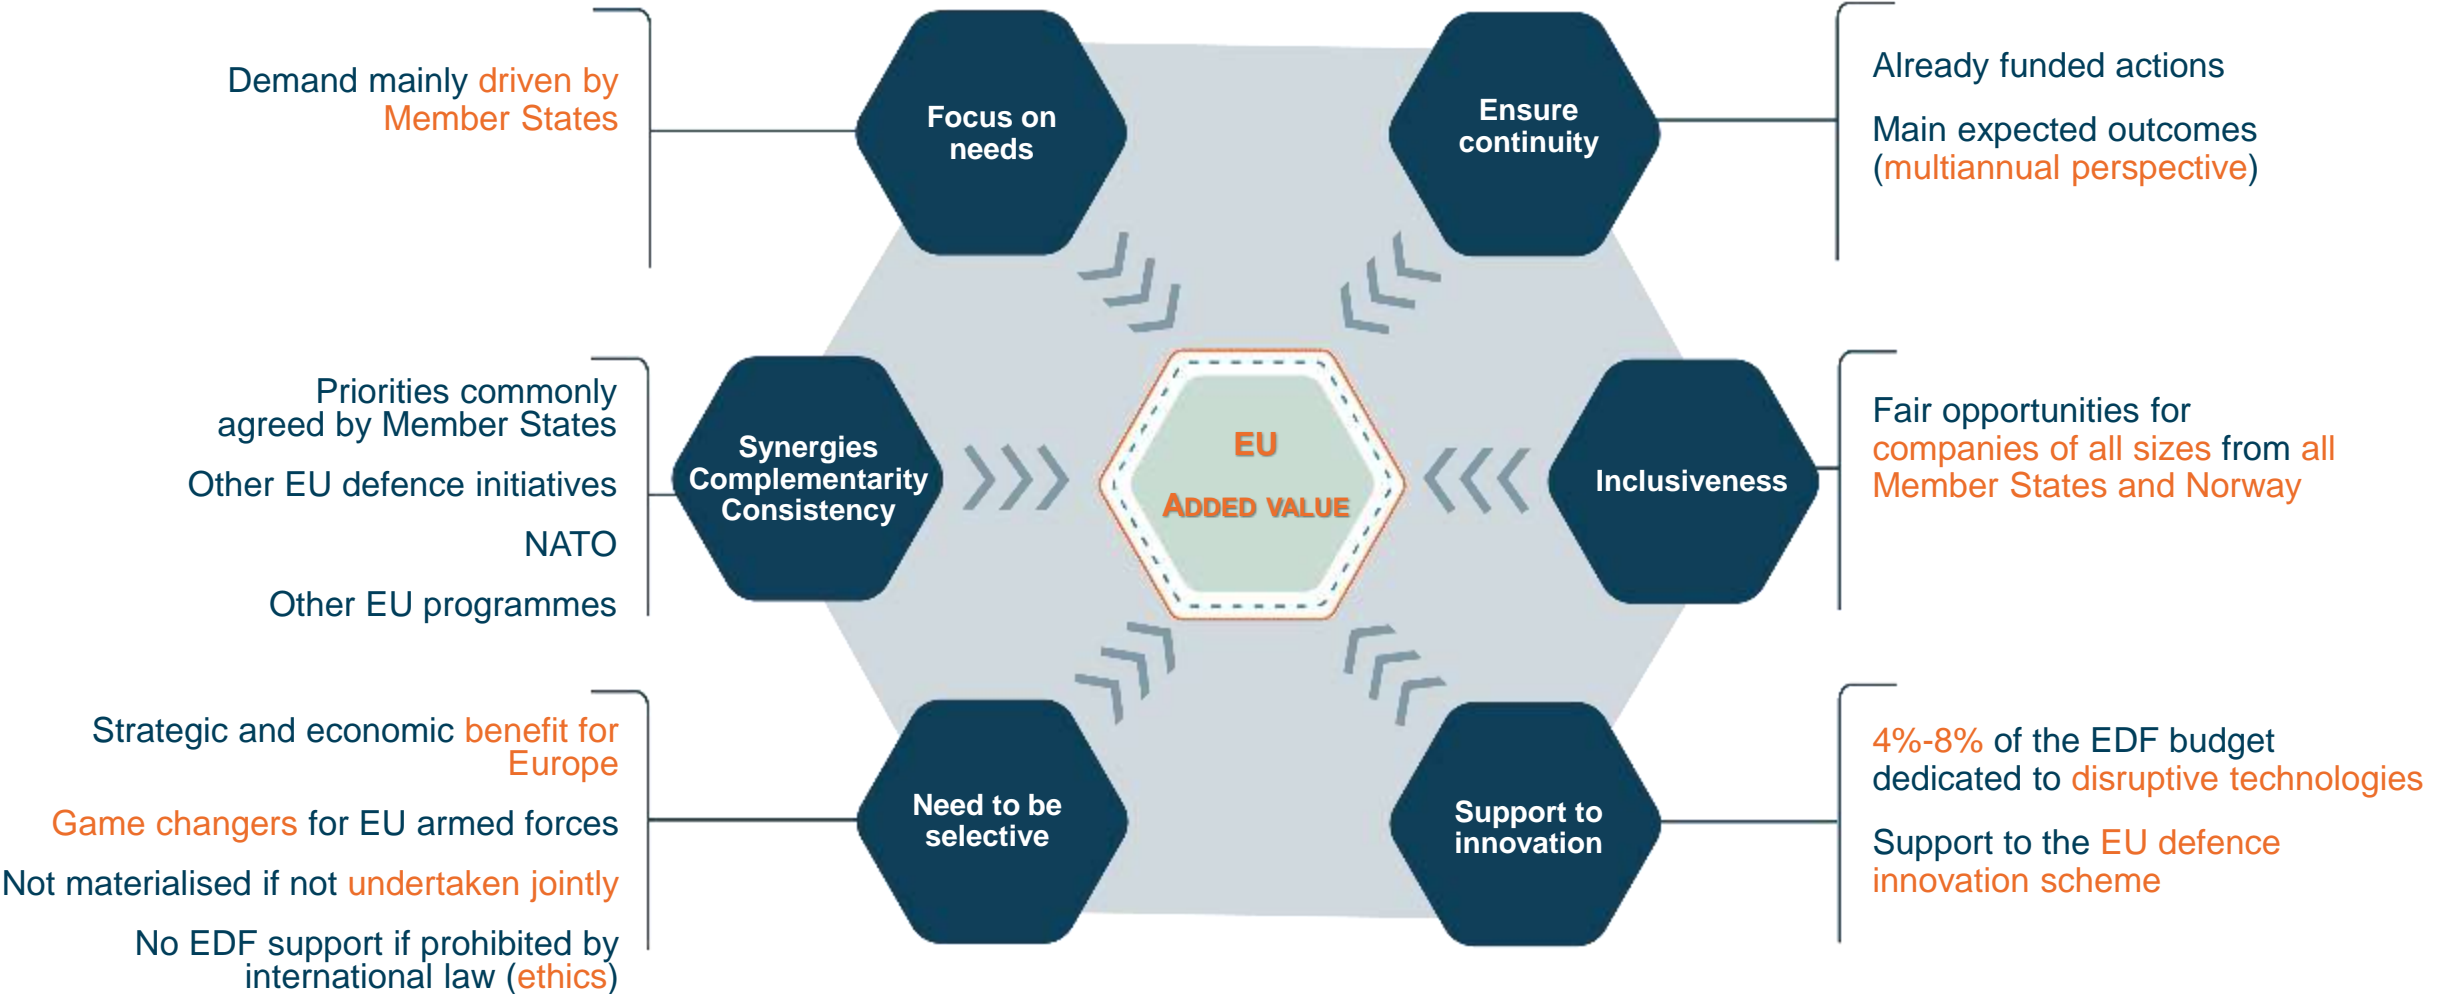 Demand mainly driven by
Member States
Focus on
needs
Ensure
continuity
Already funded actions
Main expected outcomes
(multiannual perspective)
Priorities commonly
agreed by Member States
Other EU defence initiatives
NATO
Other EU programmes
Synergies
Complementarity
Consistency
EU
ADDED VALUE
Inclusiveness
Fair opportunities for
companies of all sizes from all
Member States and Norway
Strategic and economic benefit for
Europe
Game changers for EU armed forces
Not materialised if not undertaken jointly
No EDF support if prohibited by
international law (ethics)
Need to be
selective
Support to
innovation
4%-8% of the EDF budget
dedicated to disruptive technologies
Support to the EU defence
innovation scheme